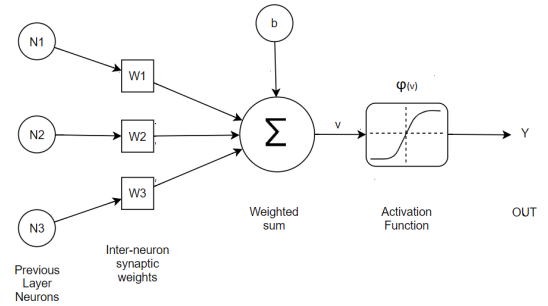 b
N1
W1
φ(v)
N2
W2
Σ
v
Y
W3
N3
Weighted
sum
Activation
Function
OUT
Inter-neuron
synaptic
weights
Previous
Layer
Neurons